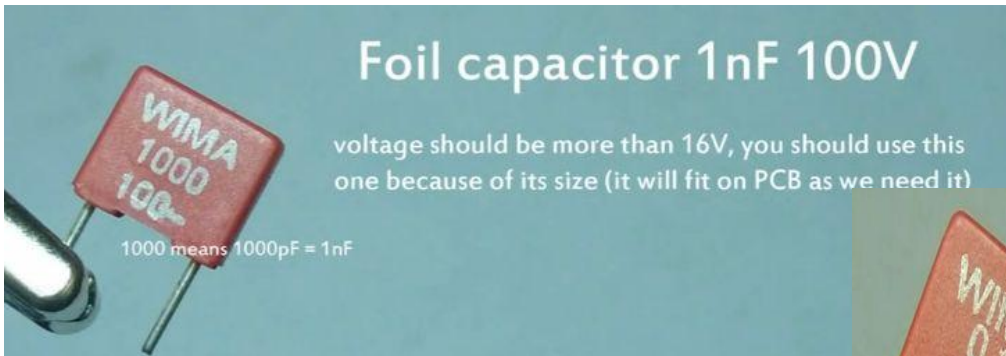 Foil capacitor 1nF 100V
voltage should be more than 16V, you should use this
one because of its size (it will fit on PCB as we need it)
WIMA
1000
100-
1000 means 1000pF = 1nF